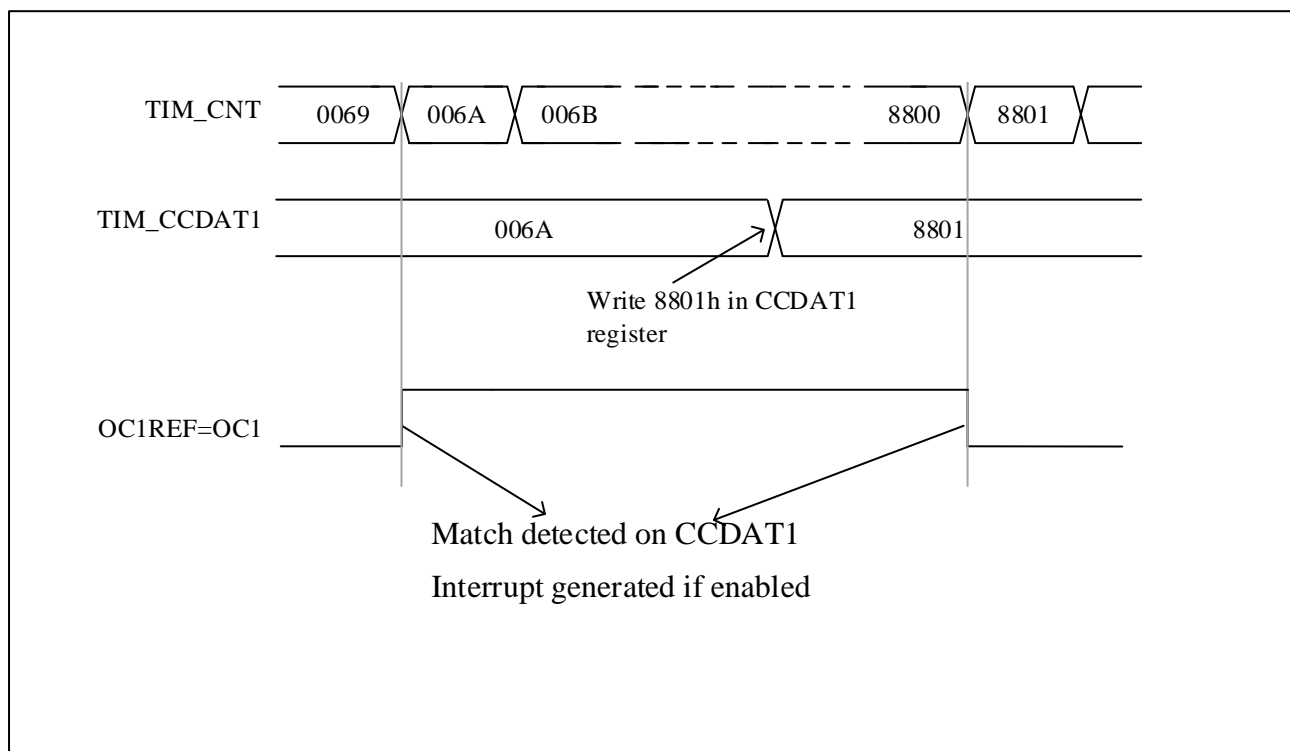 TIM_CNT
0069
006A
006B
8800
8801
TIM_CCDAT1
006A
8801
Write 8801h in CCDAT1
register
OC1REF=OC1
Match detected on CCDAT1
Interrupt generated if enabled